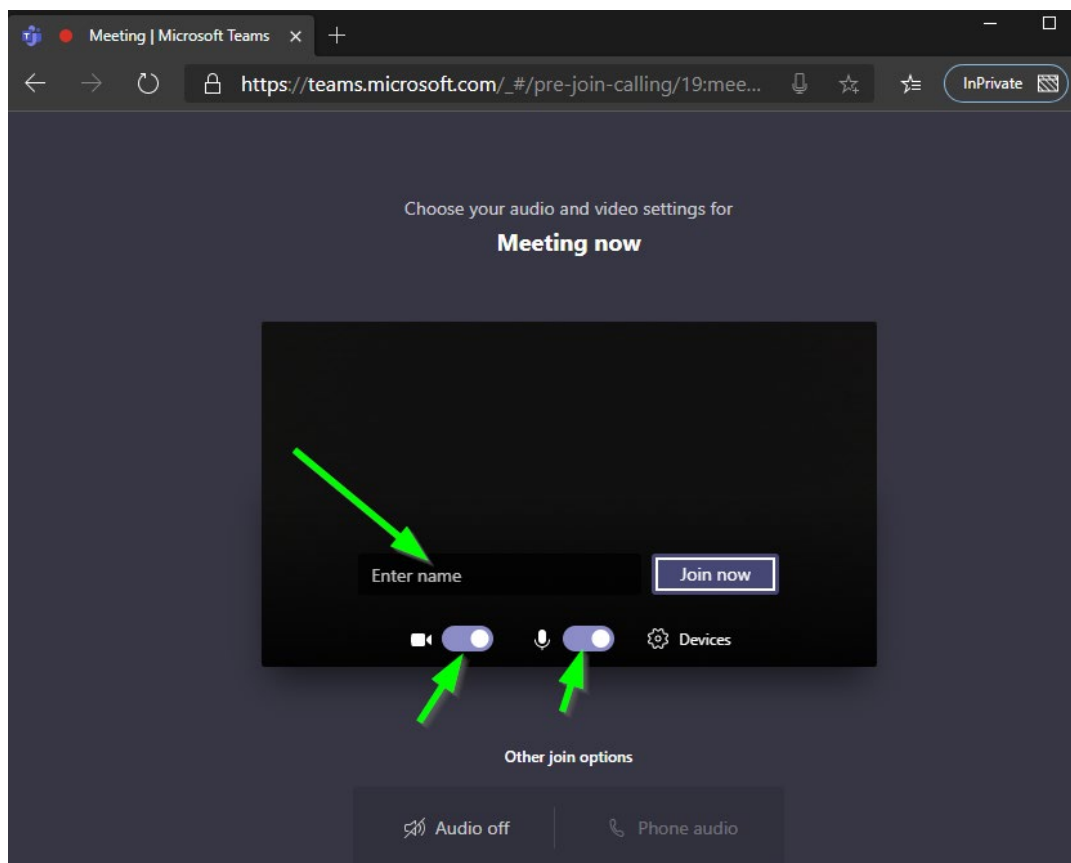 Meeting | Microsoft Teams
https://teams.microsoft.com/_#/pre-join-calling/19:mee...
InPrivate
Choose your audio and video settings for
Meeting now
Enter name
Join now
Devices
Other join options
Audio off
Phone audio